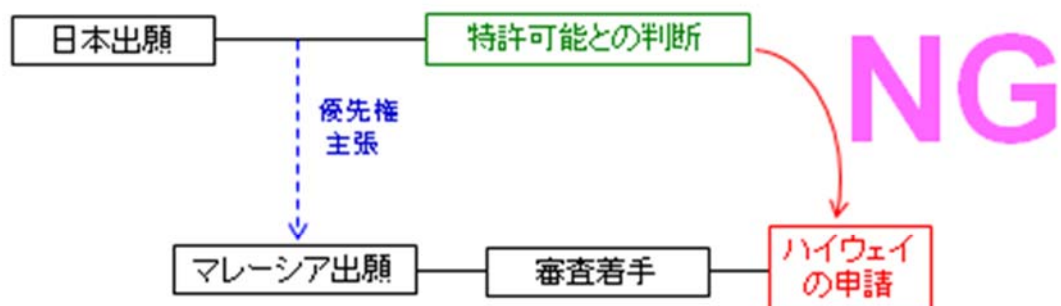 日本出願
特許可能との判断
NG
優先権
主張
マレーシア出願
審査着手
ハイウェイ
の申請